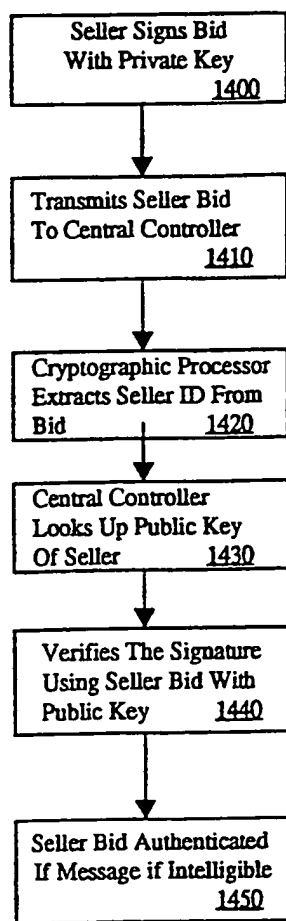 Seller Signs Bid
With Private Key
1400
Transmits Seller Bid
To Central Controller
1410
Cryptographic Processor
Extracts Seller ID From
Bid 1420
Central Controller
Looks Up Public Key
Of Seller 1430
Verifies The Signature
Using Seller Bid With
Public Key 1440
Seller Bid Authenticated
If Message if Intelligible
1450